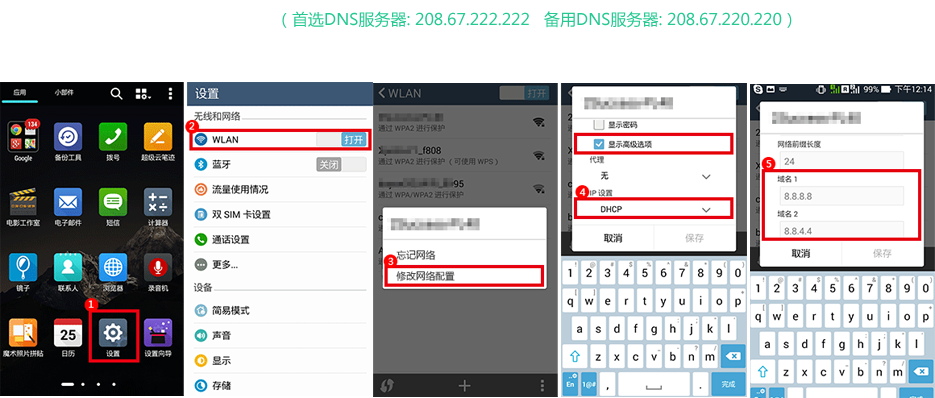 ( 首选DNS服务器: 208.67.222.222 备用DNS服务器: 208.67.220.220 )
应用 小部件
134
Google 备份工具 拨号 超级云笔迹
电影工作室 电子邮件 短信 计算器
镜子 联系人 浏览器 录音机
1
25
魔术照片拼贴 日历 设置 设置向导
设置
无线和网络
2
WLAN 打开
蓝牙 关闭
流量使用情况
双 SIM 卡设置
通话设置
更多...
设备
简易模式
声音
显示
存储
WLAN 打开
通过 WPA2 进行保护
_f808
通过 WPA2 进行保护（可使用 WPS）
95
通过 WPA/WPA2 进行保护
忘记网络
3
修改网络配置
显示密码
显示高级选项
代理
无
4
IP 设置
DHCP
取消 保存
1 2 3 4 5 6 7 8 9 0
q w e r t y u i o p
a s d f g h j k l
z x c v b n m
En 1@# , . 完成
99% 下午12:14
网络前缀长度
5
24
域名 1
8.8.8.8
域名 2
8.8.4.4
取消 保存
1 2 3 4 5 6 7 8 9 0
q w e r t y u i o p
a s d f g h j k l
z x c v b n m